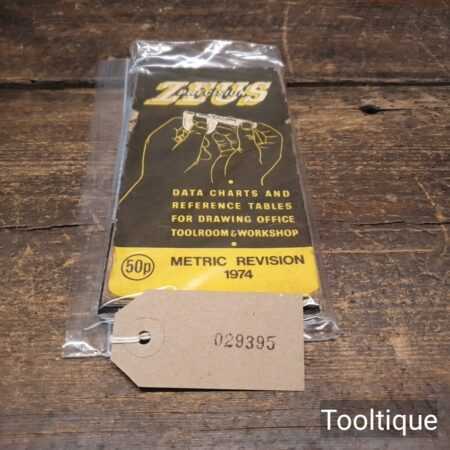 ZEUS
DATA CHARTS AND
REFERENCE TABLES
FOR DRAWING OFFICE
TOOLROOM & WORKSHOP
50p
METRIC REVISION
1974
029395
Tooltique